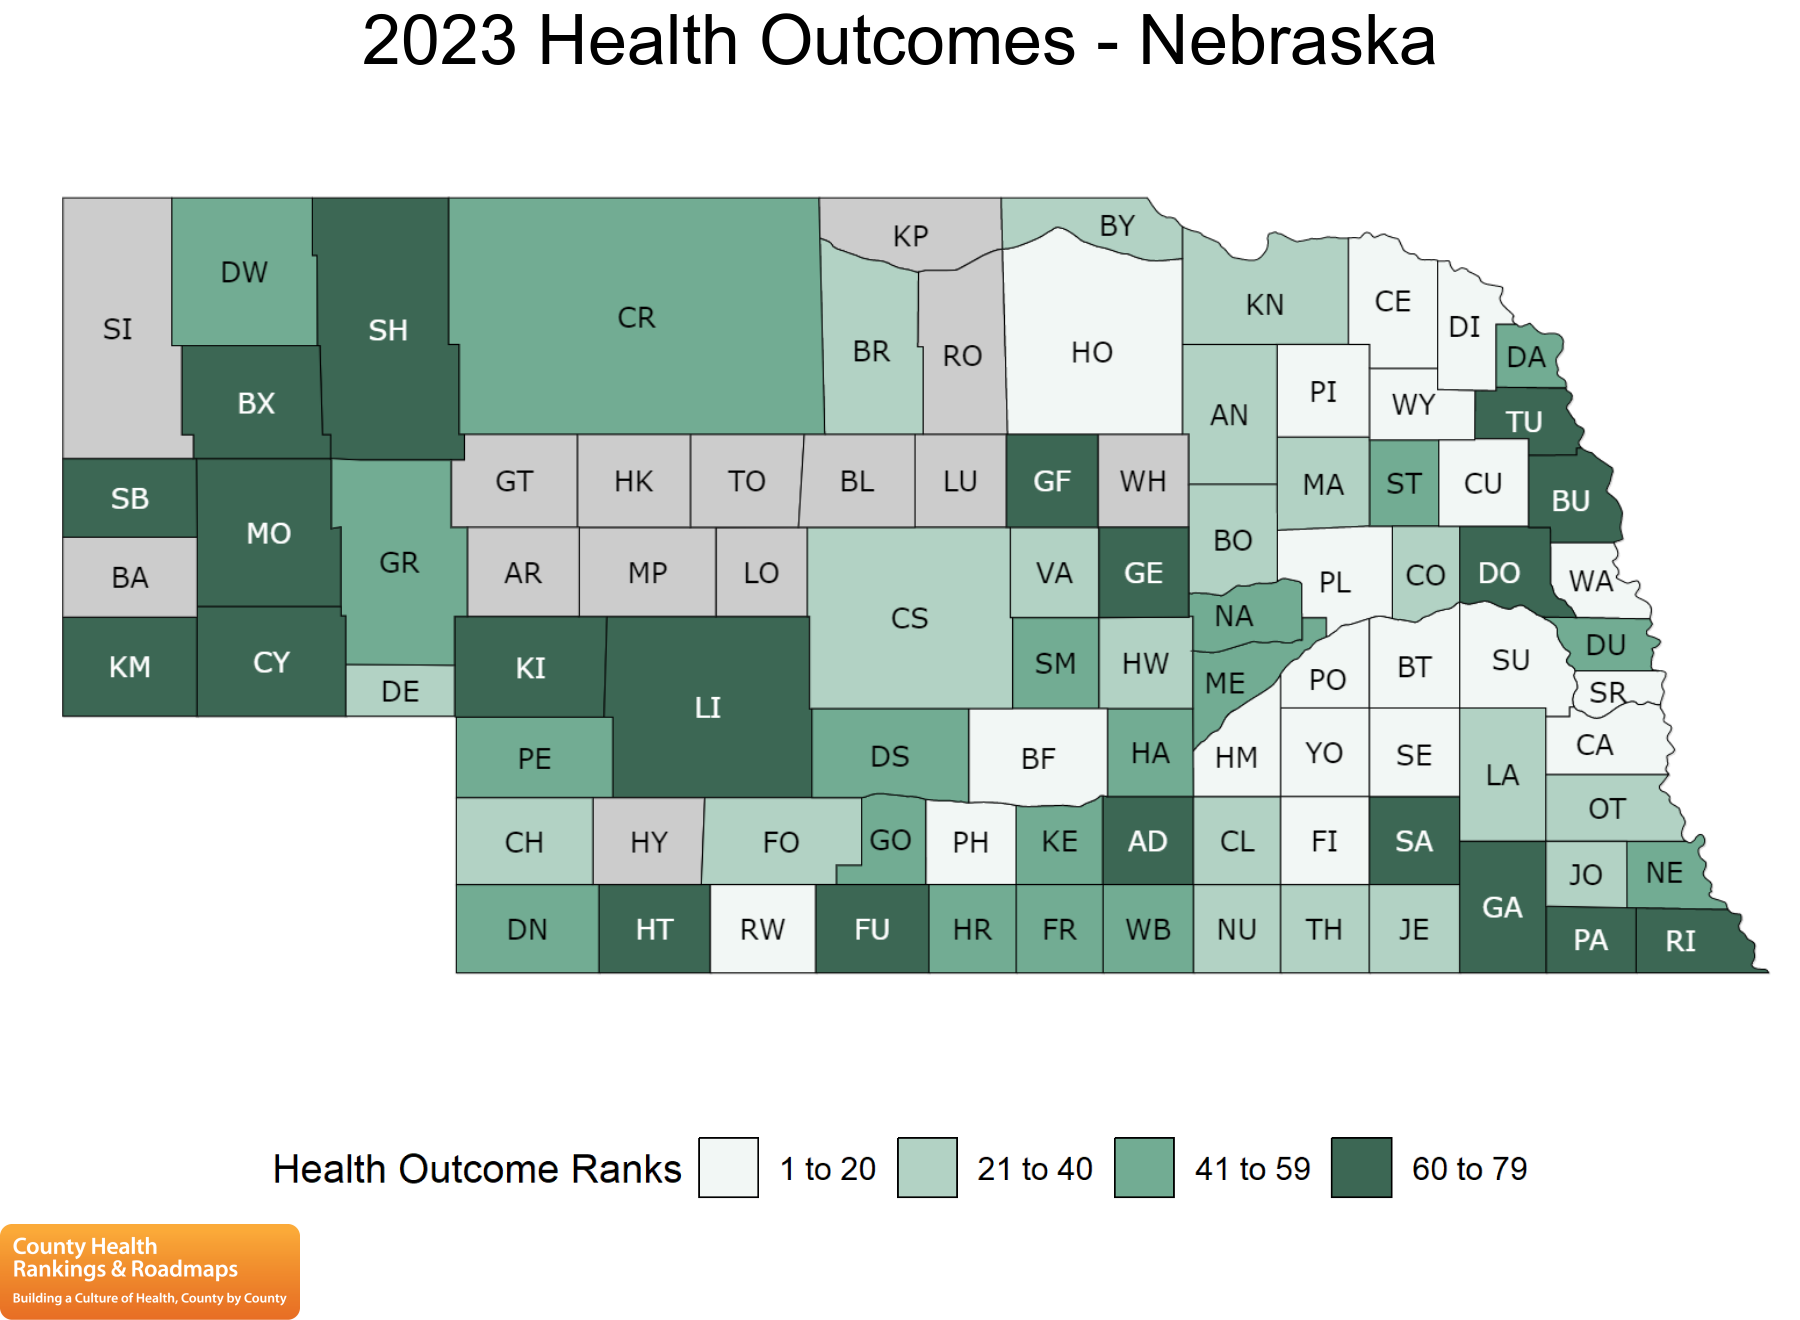 2023 Health Outcomes - Nebraska
KP BY
DW
SI SH CR BR RO HO KN CE DI
DA
BX AN PI WY
TU
SB GT HK TO BL LU GF WH MA ST CU BU
MO
BA GR AR MP LO VA GE BO PL CO DO WA
CS NA
KM CY DE KI SM HW ME PO BT SU DU
SR
LI
PE DS BF HA HM YO SE LA CA
OT
CH HY FO GO PH KE AD CL FI SA JO NE
GA
DN HT RW FU HR FR WB NU TH JE PA RI
Health Outcome Ranks 1 to 20 21 to 40 41 to 59 60 to 79
County Health
Rankings & Roadmaps
Building a Culture of Health, County by County